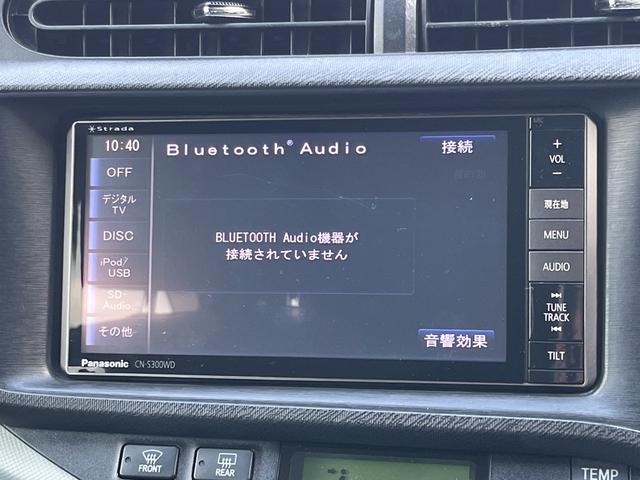 Strada
MIC
10:40
Bluetooth® Audio
接続
OFF
デジタル
TV
DISC
iPod/
USB
SD-
Audio
その他
BLUETOOTH Audio機器が
接続されていません
音響効果
Panasonic CN-S300WD
+
VOL
−
現在地
MENU
AUDIO
TUNE
TRACK
TILT
FRONT
REAR
TEMP